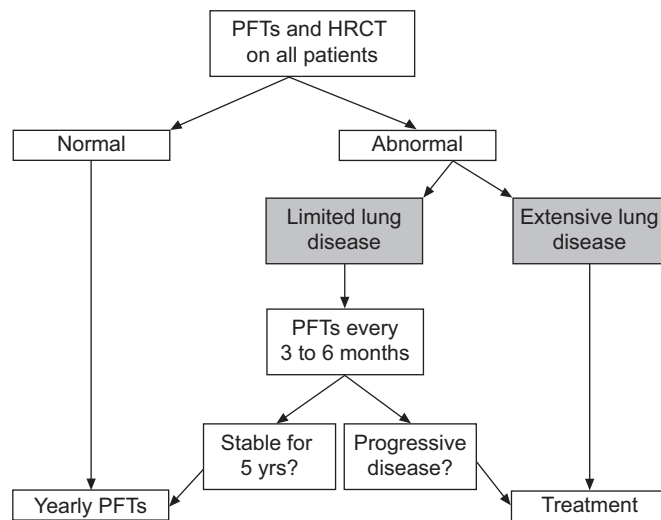 PFTs and HRCT
on all patients
Normal
Abnormal
Limited lung
disease
Extensive lung
disease
PFTs every
3 to 6 months
Stable for
5 yrs?
Progressive
disease?
Yearly PFTs
Treatment